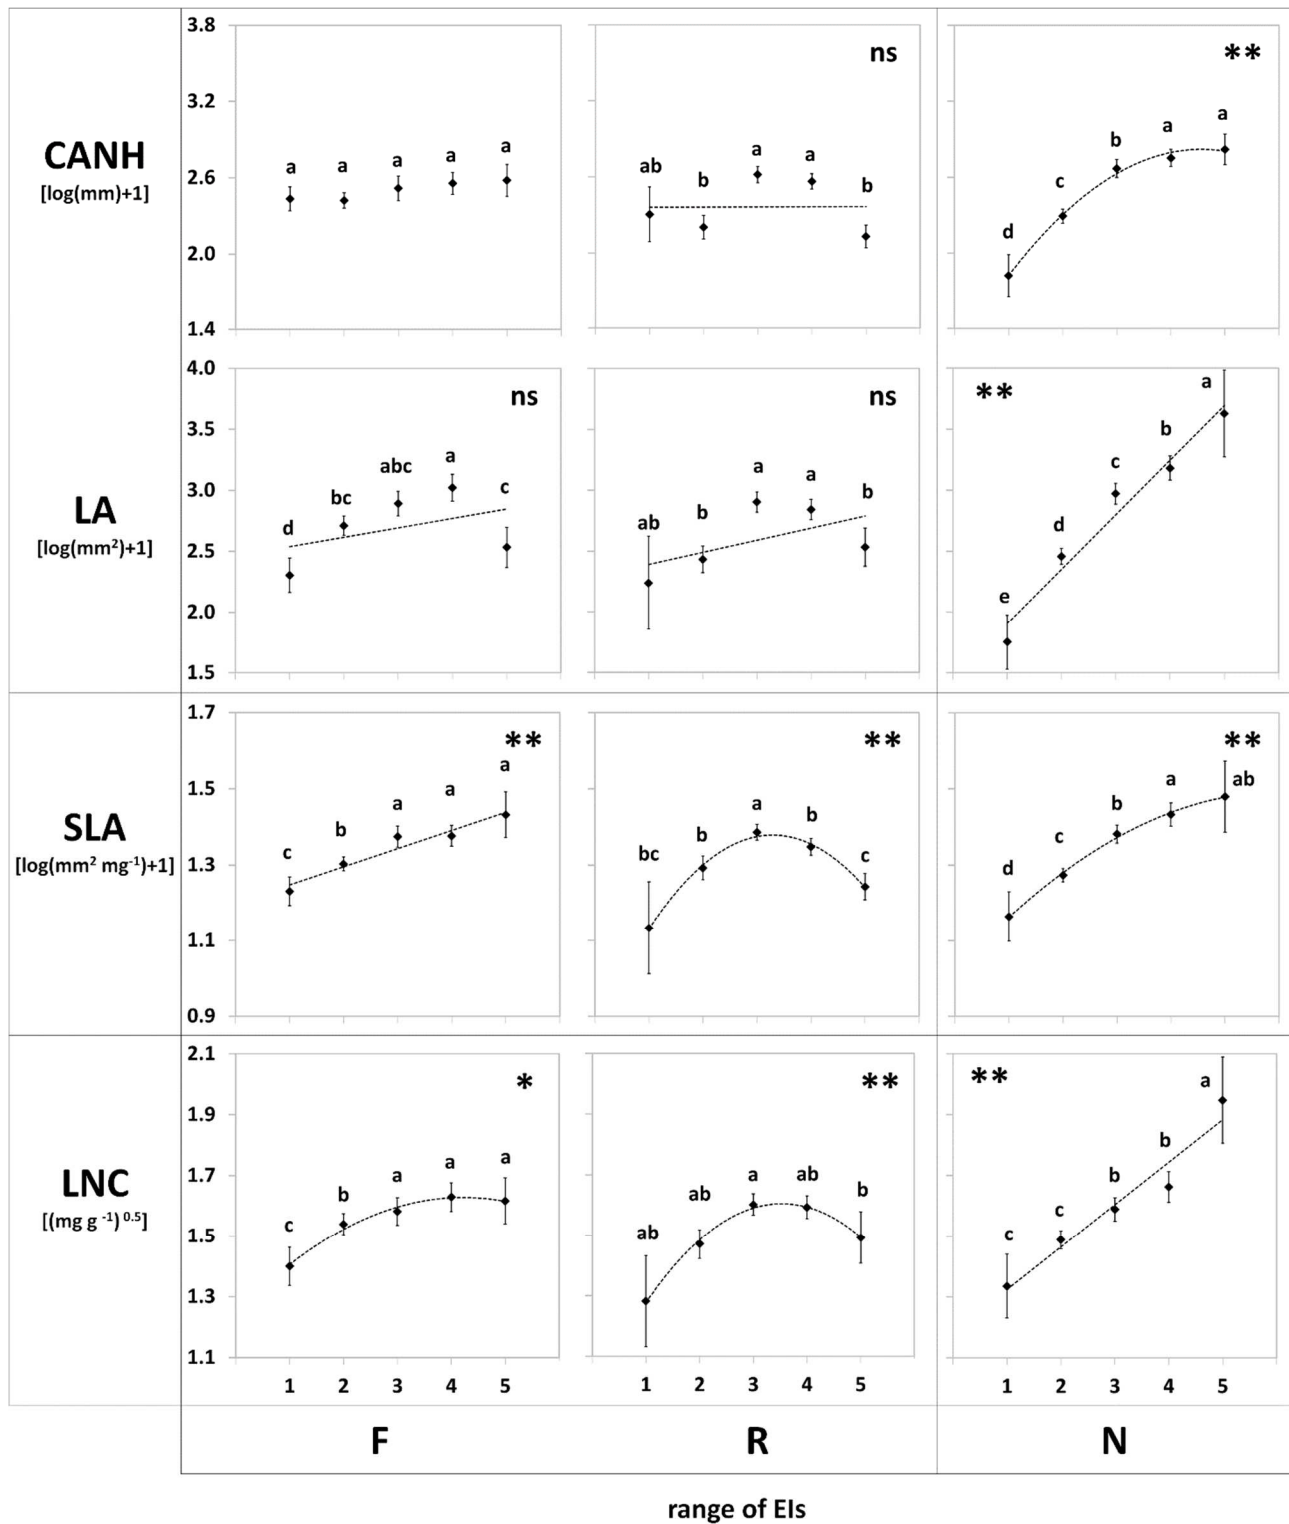 3.8
3.2
2.6
2.0
1.4
CANH
[log(mm)+1]
a a a a a
ns
ab b a a b
**
d c b a a
4.0
3.5
3.0
2.5
2.0
1.5
LA
[log(mm²)+1]
ns
d bc abc a c
ns
ab b a a b
**
e d c b a
1.7
1.5
1.3
1.1
0.9
SLA
[log(mm² mg⁻¹)+1]
**
c b a a a
**
bc b a b c
**
d c b a ab
2.1
1.9
1.7
1.5
1.3
1.1
LNC
[(mg g ⁻¹) ⁰·⁵]
*
c b a a a
**
ab ab a ab b
**
c c b b a
1 2 3 4 5
1 2 3 4 5
1 2 3 4 5
F R N
range of EIs